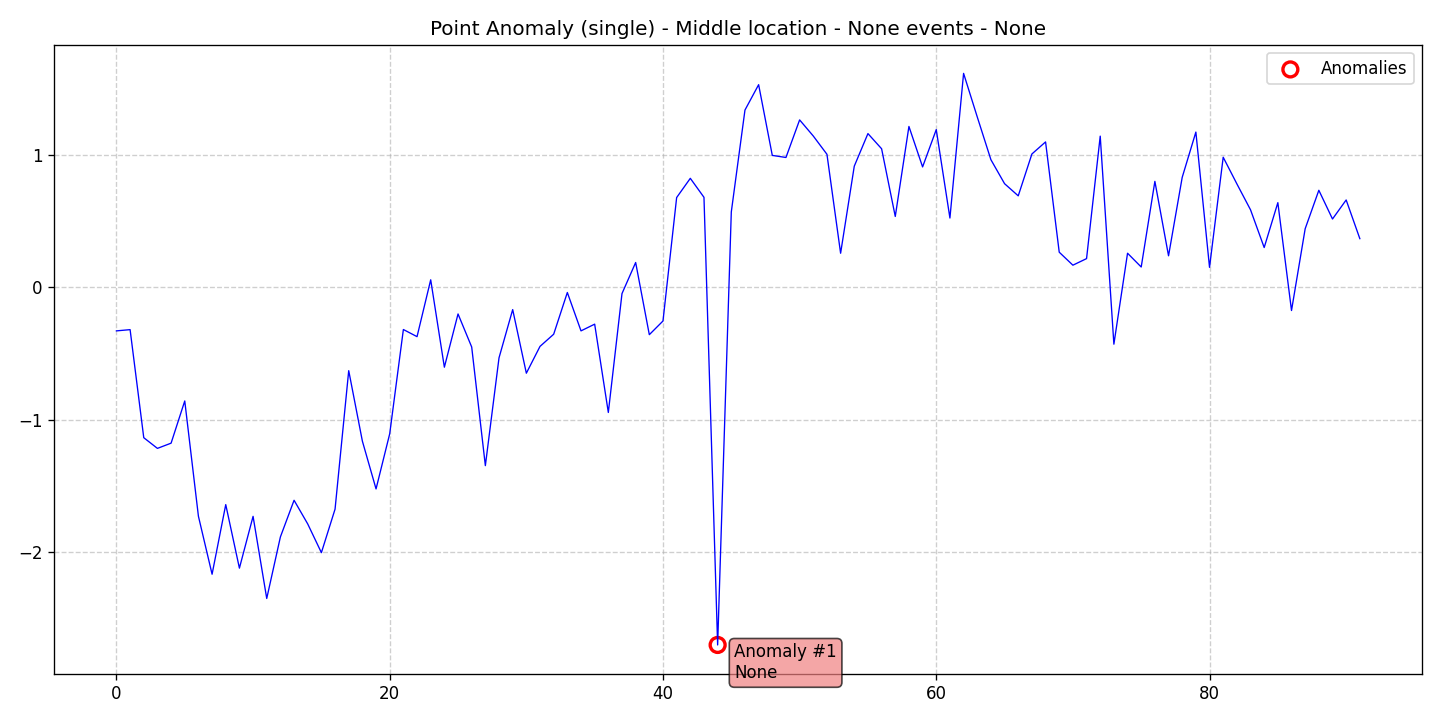 Point Anomaly (single) - Middle location - None events - None
Anomalies
1
0
−1
−2
Anomaly #1
None
0
20
40
60
80